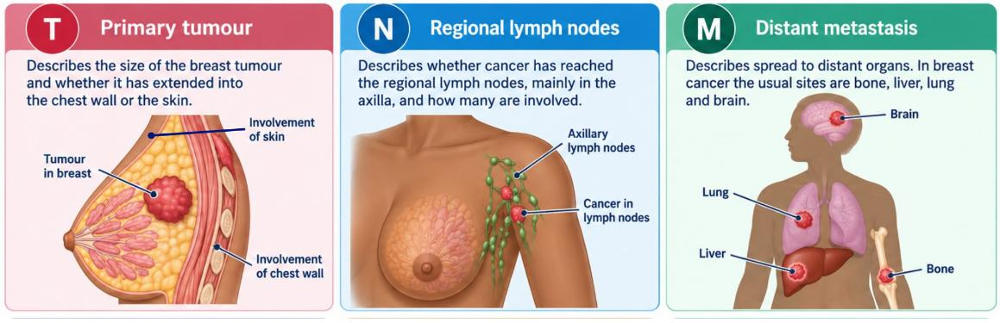 T Primary tumour
Describes the size of the breast tumour
and whether it has extended into
the chest wall or the skin.
Involvement
of skin
Tumour
in breast
Involvement
of chest wall
N Regional lymph nodes
Describes whether cancer has reached
the regional lymph nodes, mainly in the
axilla, and how many are involved.
Axillary
lymph nodes
Cancer in
lymph nodes
M Distant metastasis
Describes spread to distant organs. In breast
cancer the usual sites are bone, liver, lung
and brain.
Brain
Lung
Liver
Bone